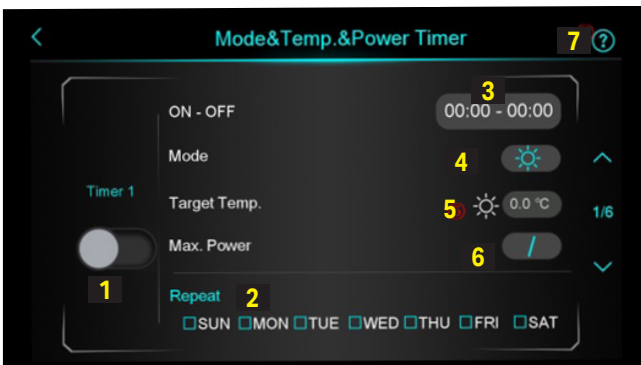 Mode&Temp.&Power Timer 7 ?
3
ON - OFF 00:00 - 00:00
Mode 4
Timer 1
Target Temp. 5 0.0 °C 1/6
Max. Power 6 /
1
Repeat 2
SUN MON TUE WED THU FRI SAT